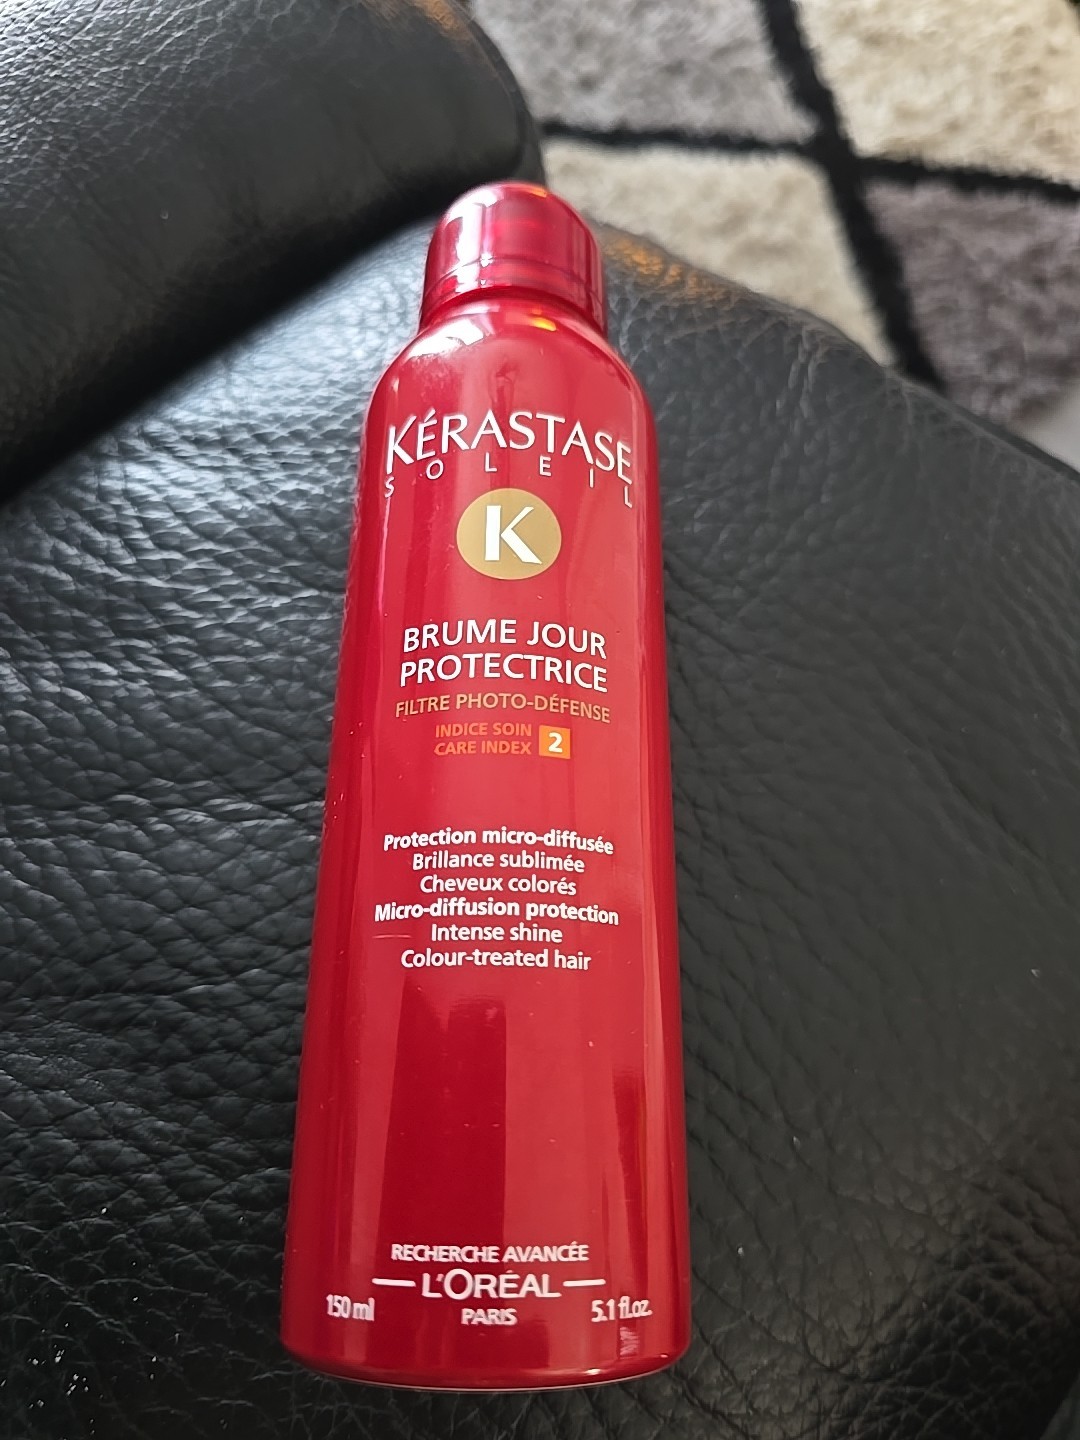 KÉRASTASE
SOLEIL
K
BRUME JOUR
PROTECTRICE
FILTRE PHOTO-DÉFENSE
INDICE SOIN
CARE INDEX 2
Protection micro-diffusée
Brillance sublimée
Cheveux colorés
Micro-diffusion protection
Intense shine
Colour-treated hair
RECHERCHE AVANCÉE
L'ORÉAL
150 ml PARIS 5.1 fl.oz.